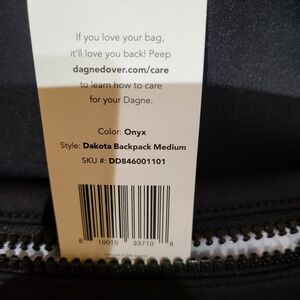 If you love your bag,
it'll love you back! Peep
dagnedover.com/care
to learn how to care
for your Dagne.
Color: Onyx
Style: Dakota Backpack Medium
SKU #: DD846001101
8 10010 33710 8